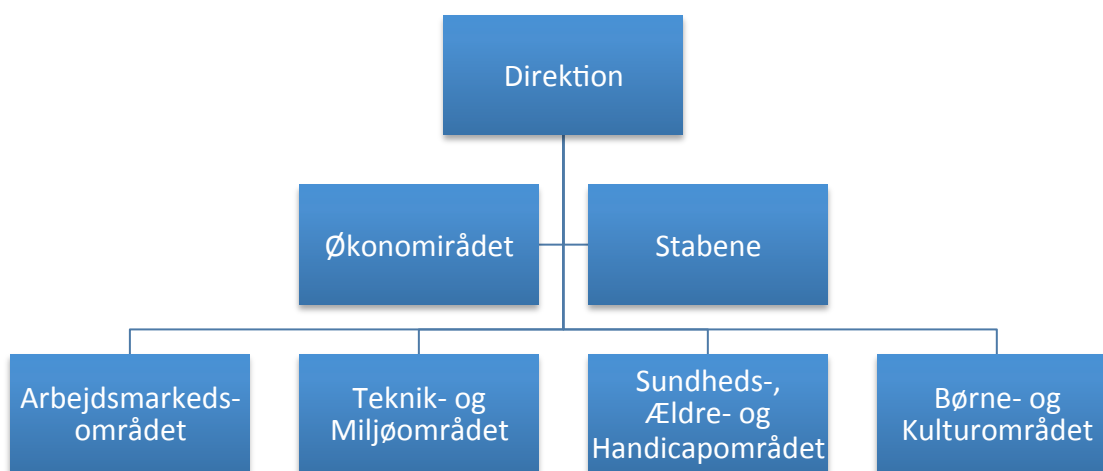 Direktion
Økonomirådet
Stabene
Arbejdsmarkeds-
området
Teknik- og
Miljøområdet
Sundheds-,
Ældre- og
Handicapområdet
Børne- og
Kulturområdet